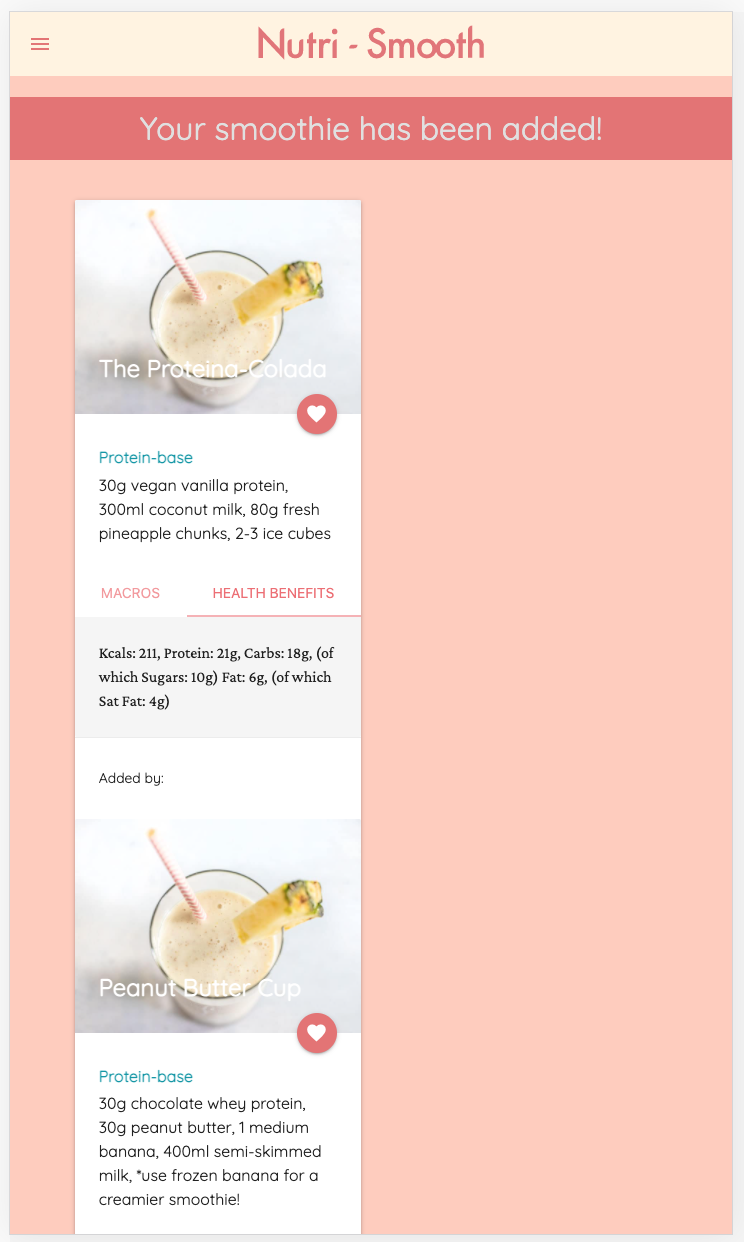 Nutri - Smooth
Your smoothie has been added!
The Proteina-Colada
Protein-base
30g vegan vanilla protein,
300ml coconut milk, 80g fresh
pineapple chunks, 2-3 ice cubes
MACROS HEALTH BENEFITS
Kcals: 211, Protein: 21g, Carbs: 18g, (of
which Sugars: 10g) Fat: 6g, (of which
Sat Fat: 4g)
Added by:
Peanut Butter Cup
Protein-base
30g chocolate whey protein,
30g peanut butter, 1 medium
banana, 400ml semi-skimmed
milk, *use frozen banana for a
creamier smoothie!